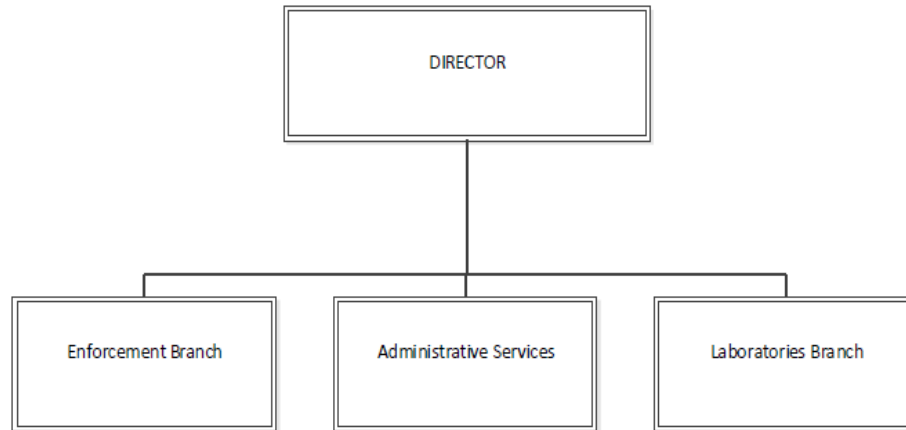 DIRECTOR
Enforcement Branch
Administrative Services
Laboratories Branch